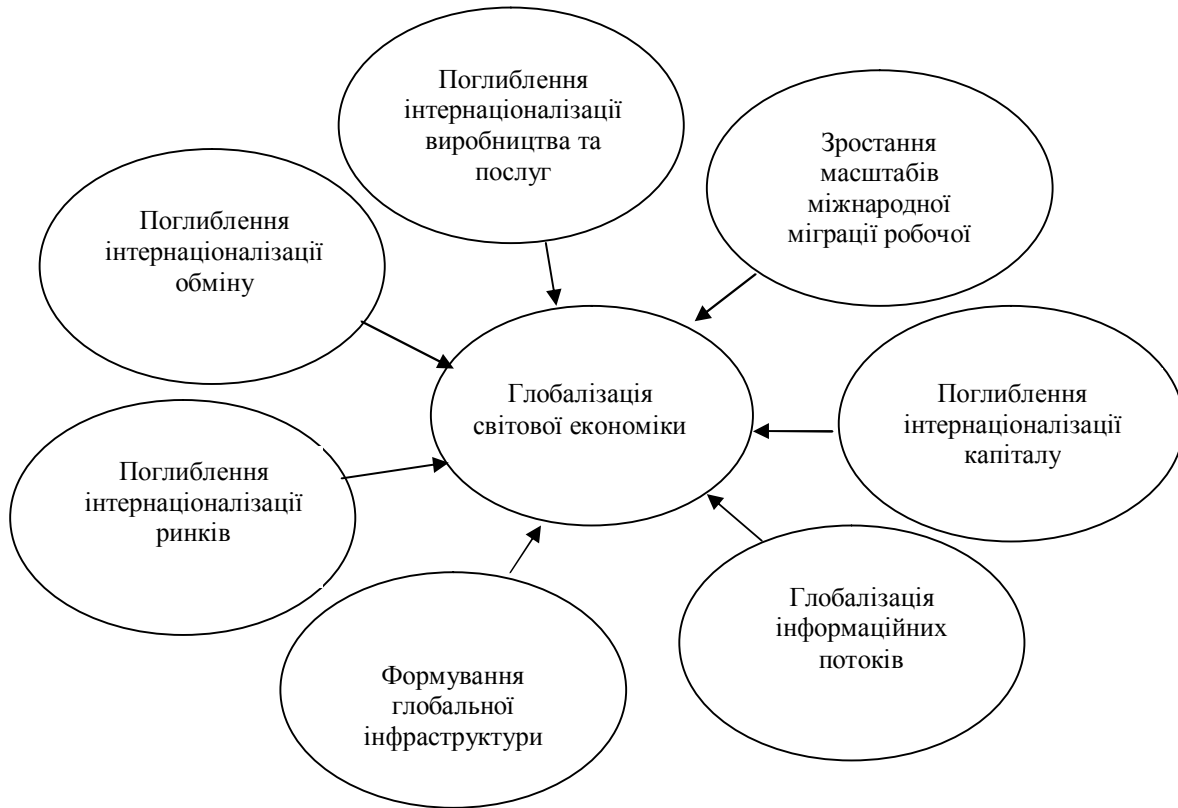 Поглиблення
інтернаціоналізації
виробництва та
послуг
Зростання
масштабів
міжнародної
міграції робочої
Поглиблення
інтернаціоналізації
обміну
Глобалізація
світової економіки
Поглиблення
інтернаціоналізації
капіталу
Поглиблення
інтернаціоналізації
ринків
Глобалізація
інформаційних
потоків
Формування
глобальної
інфраструктури